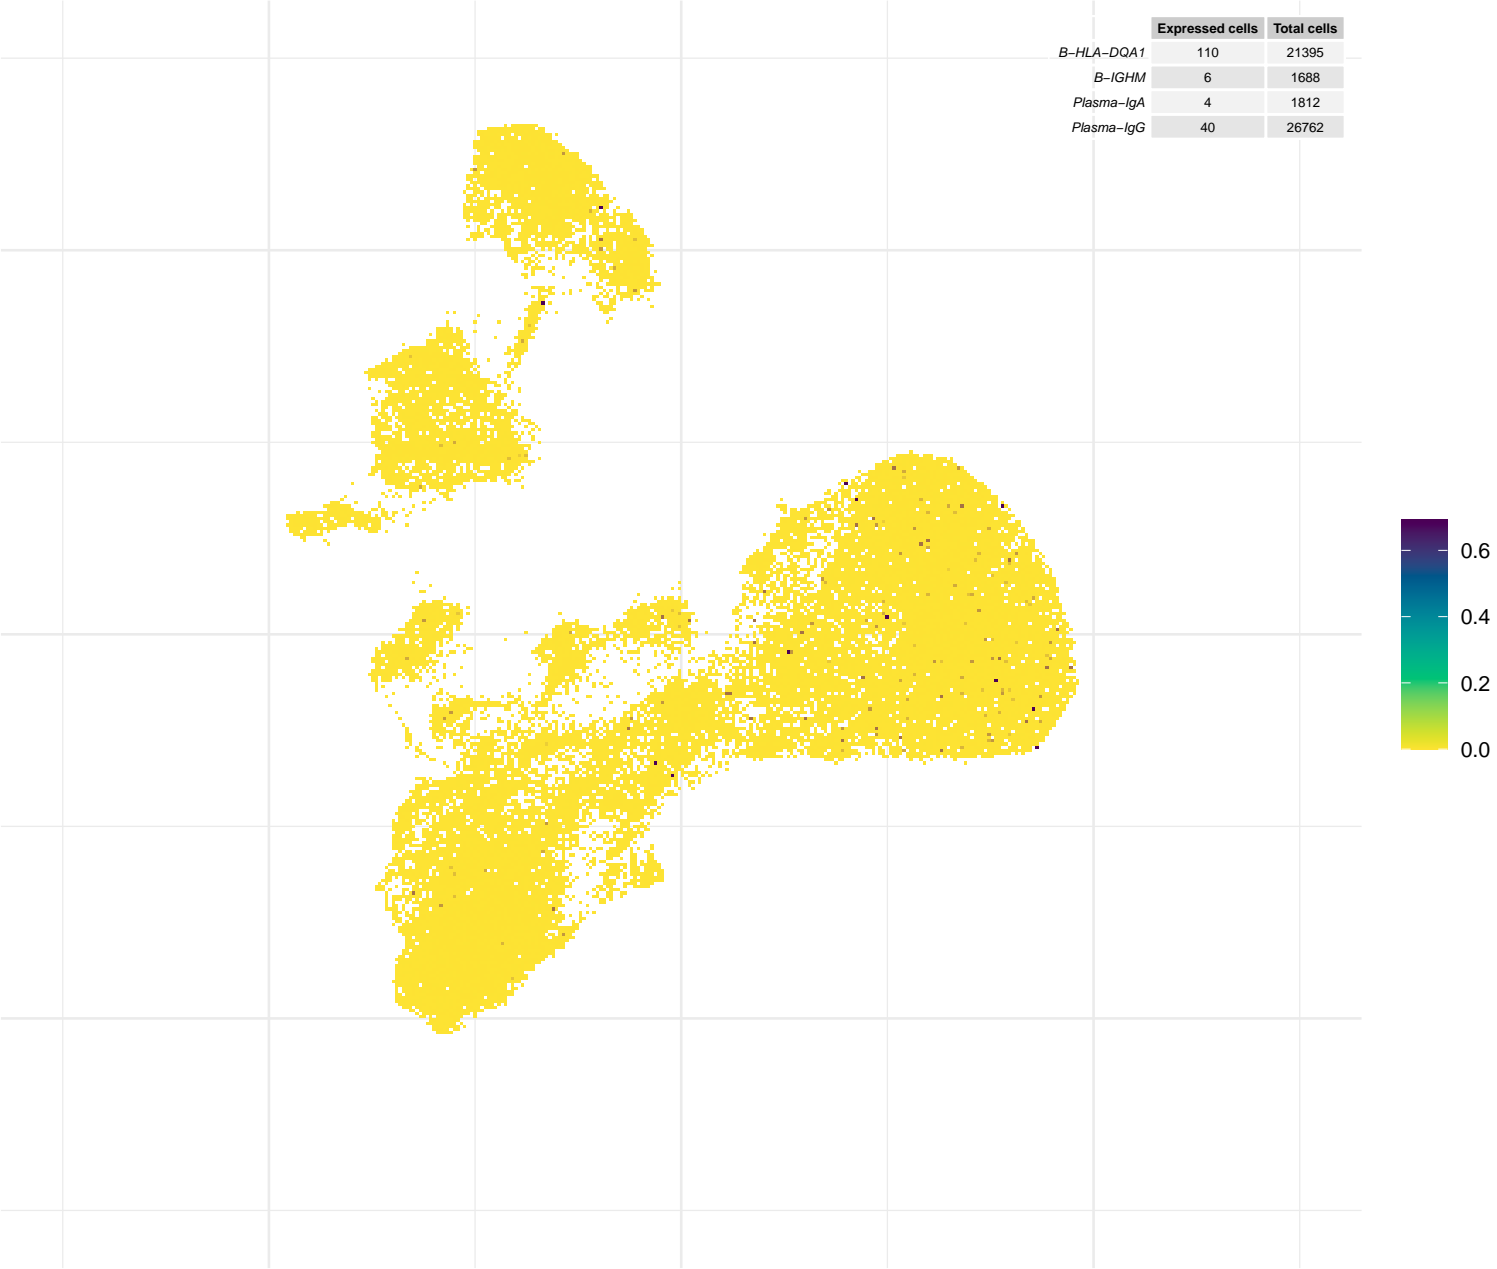 Expressed cells Total cells
B−HLA−DQA1 110 21395
B−IGHM 6 1688
Plasma−IgA 4 1812
Plasma−IgG 40 26762
0.6
0.4
0.2
0.0